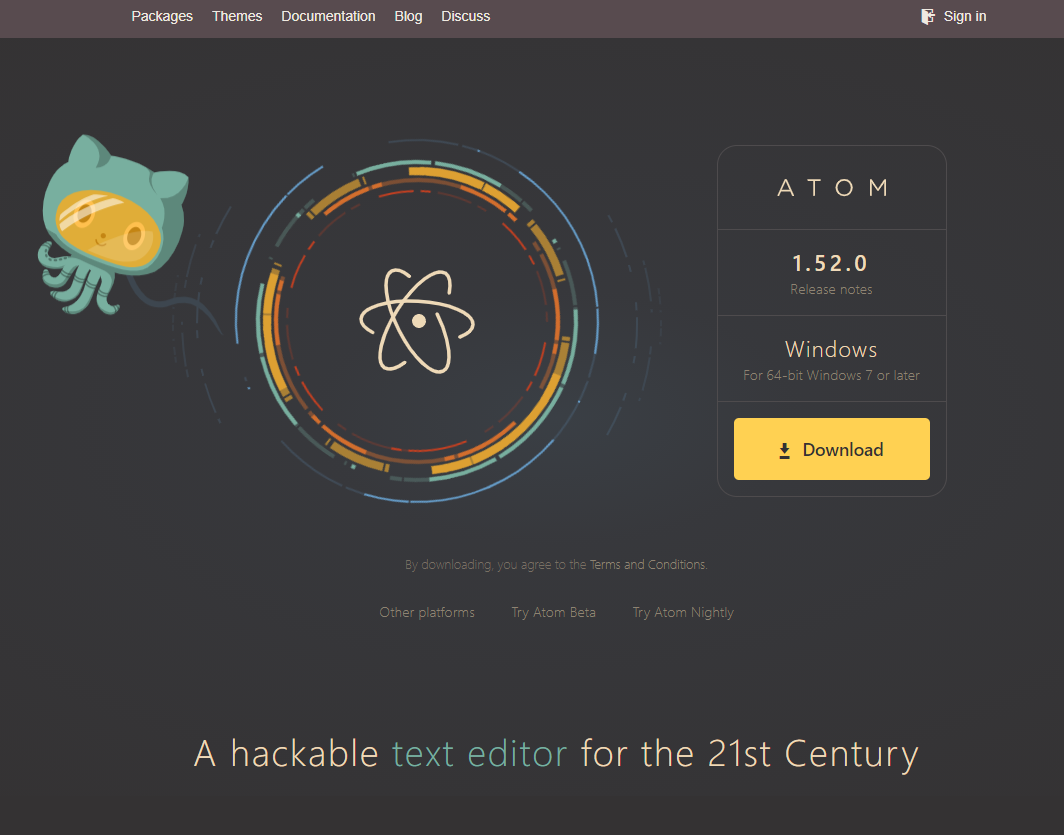 Packages Themes Documentation Blog Discuss Sign in
ATOM
1.52.0
Release notes
Windows
For 64-bit Windows 7 or later
Download
By downloading, you agree to the Terms and Conditions.
Other platforms Try Atom Beta Try Atom Nightly
A hackable text editor for the 21st Century